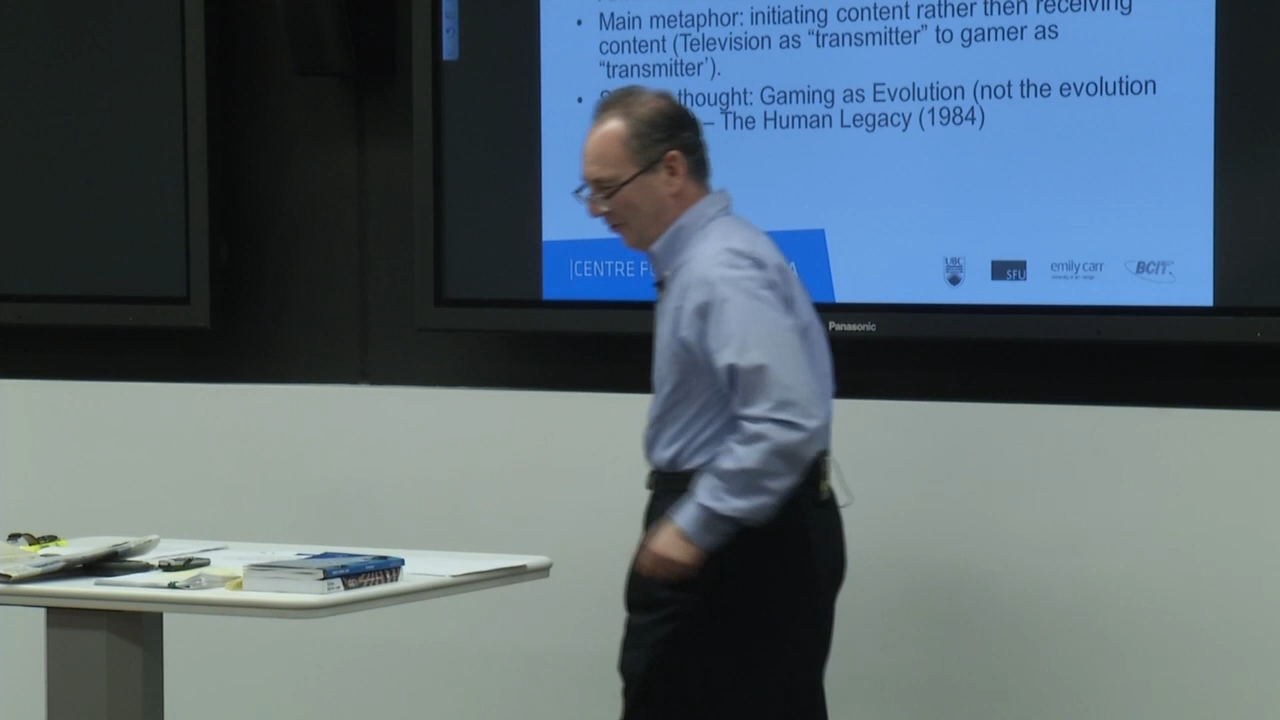 • Main metaphor: initiating content rather then receiving
content (Television as “transmitter” to gamer as
“transmitter’).
• thought: Gaming as Evolution (not the evolution
– The Human Legacy (1984)
CENTRE
UBC
SFU
emily carr
BCIT
Panasonic